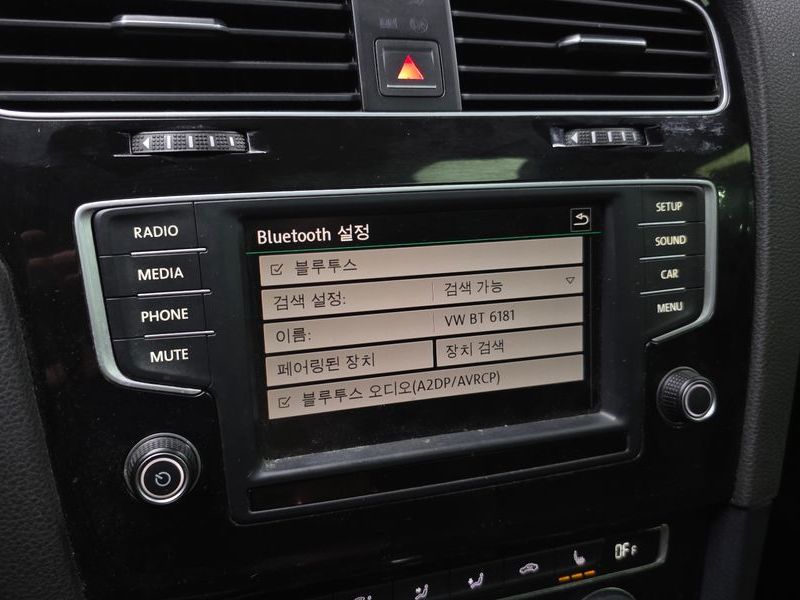 RADIO
MEDIA
PHONE
MUTE
Bluetooth 설정
블루투스
검색 설정: 검색 가능
이름: VW BT 6181
페어링된 장치 장치 검색
블루투스 오디오(A2DP/AVRCP)
SETUP
SOUND
CAR
MENU
OFF